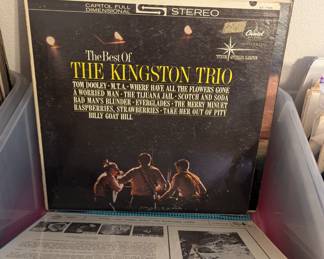 CAPITOL FULL DIMENSIONAL STEREO
Capitol
The Best Of
THE KINGSTON TRIO
TOM DOOLEY · M.T.A. · WHERE HAVE ALL THE FLOWERS GONE
A WORRIED MAN · THE TIJUANA JAIL · SCOTCH AND SODA
BAD MAN'S BLUNDER · EVERGLADES · THE MERRY MINUET
RASPBERRIES, STRAWBERRIES · TAKE HER OUT OF PITY
BILLY GOAT HILL